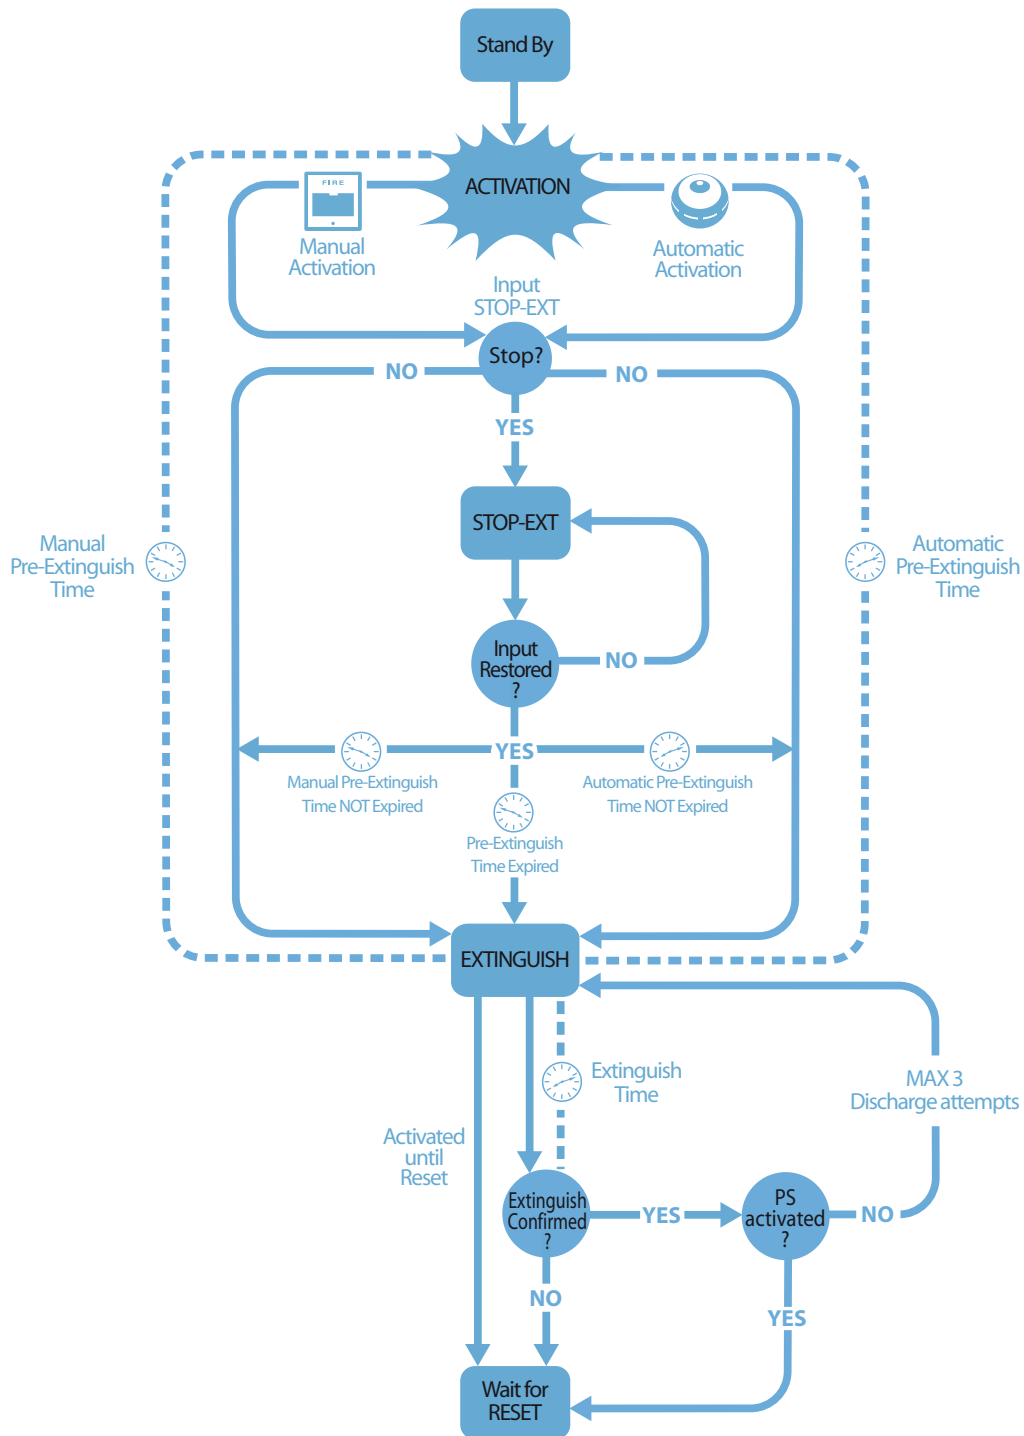 Stand By
ACTIVATION
FIRE
Manual
Activation
Automatic
Activation
Input
STOP-EXT
Stop?
NO
NO
YES
STOP-EXT
Manual
Pre-Extinguish
Time
Automatic
Pre-Extinguish
Time
Input
Restored
?
NO
YES
Manual Pre-Extinguish
Time NOT Expired
Automatic Pre-Extinguish
Time NOT Expired
Pre-Extinguish
Time Expired
EXTINGUISH
Extinguish
Time
MAX 3
Discharge attempts
Activated
until
Reset
Extinguish
Confirmed
?
YES
PS
activated
?
NO
NO
YES
Wait for
RESET